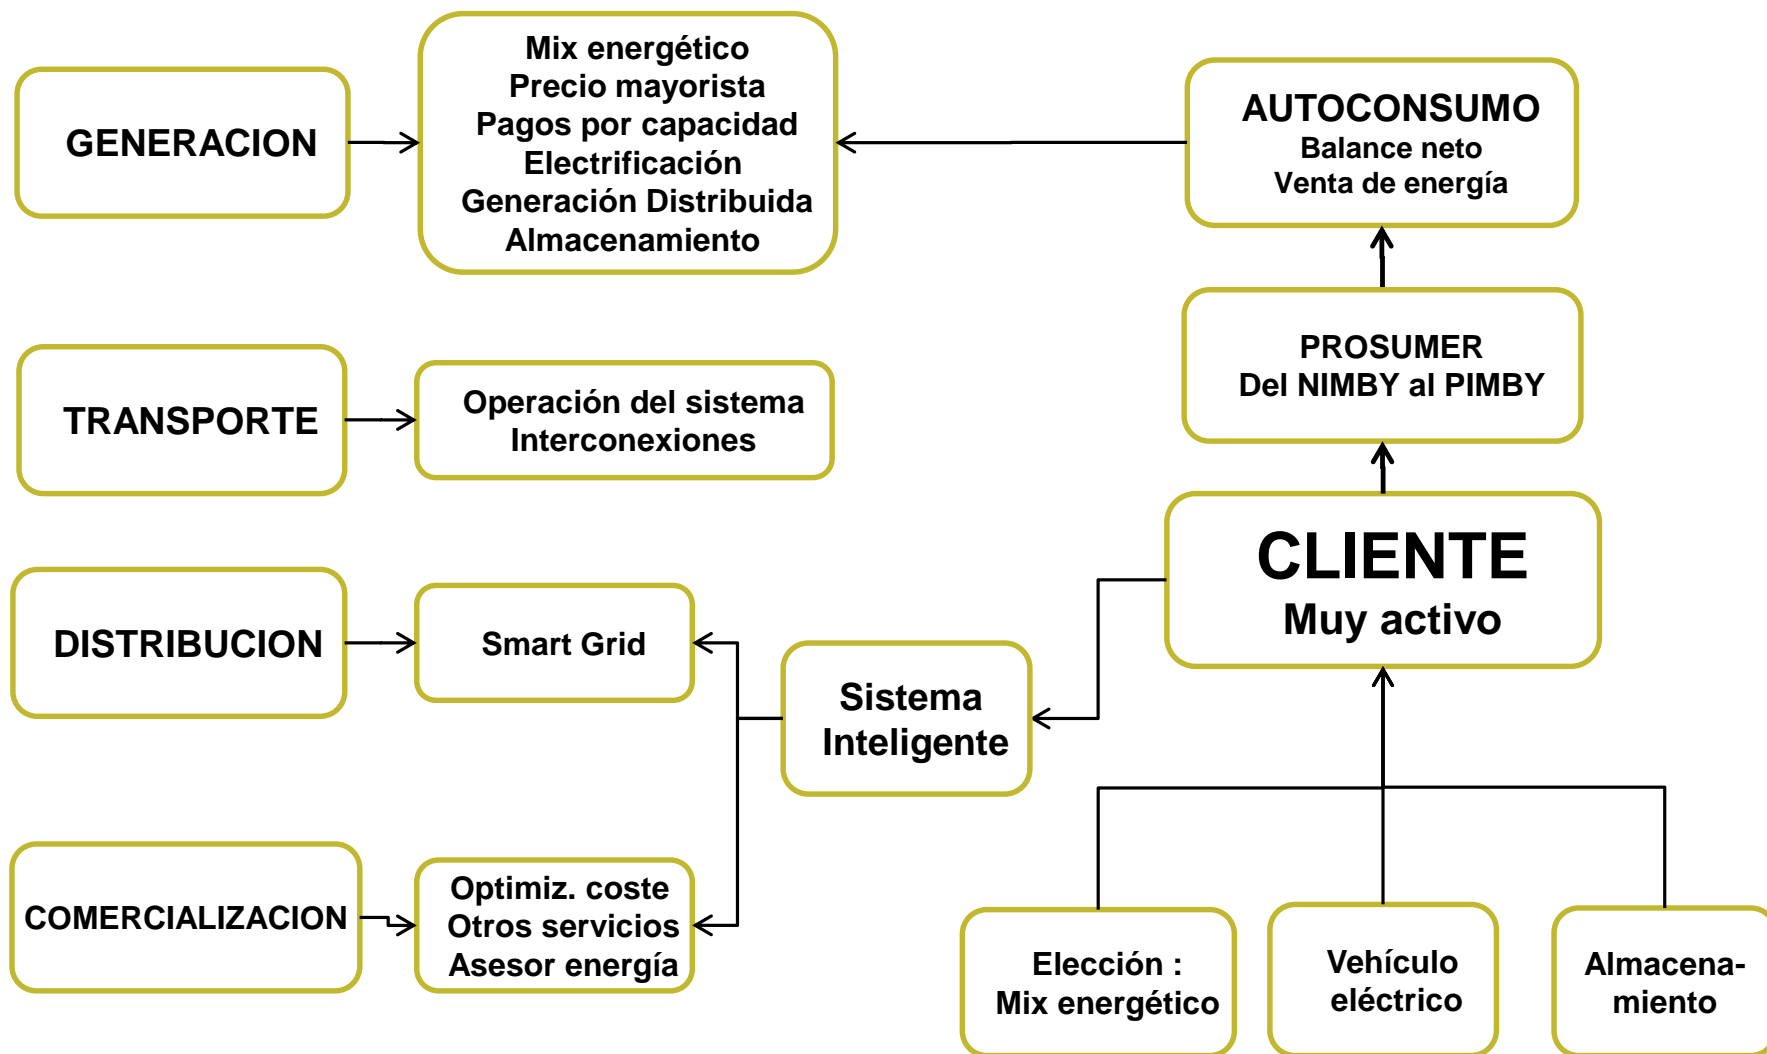 GENERACION
Mix energético
Precio mayorista
Pagos por capacidad
Electrificación
Generación Distribuida
Almacenamiento
AUTOCONSUMO
Balance neto
Venta de energía
PROSUMER
Del NIMBY al PIMBY
TRANSPORTE
Operación del sistema
Interconexiones
CLIENTE
Muy activo
DISTRIBUCION
Smart Grid
Sistema
Inteligente
COMERCIALIZACION
Optimiz. coste
Otros servicios
Asesor energía
Elección :
Mix energético
Vehículo
eléctrico
Almacena-
miento